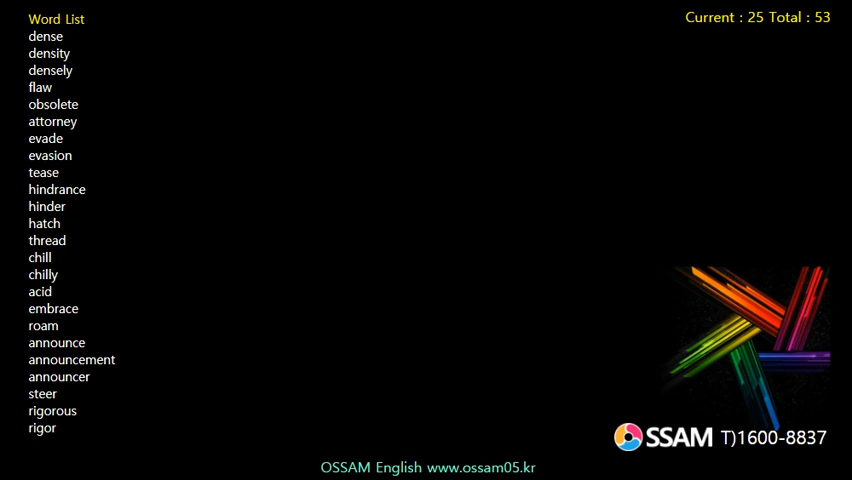 Word List
Current : 25 Total : 53
dense
density
densely
flaw
obsolete
attorney
evade
evasion
tease
hindrance
hinder
hatch
thread
chill
chilly
acid
embrace
roam
announce
announcement
announcer
steer
rigorous
rigor
SSAM T)1600-8837
OSSAM English www.ossam05.kr